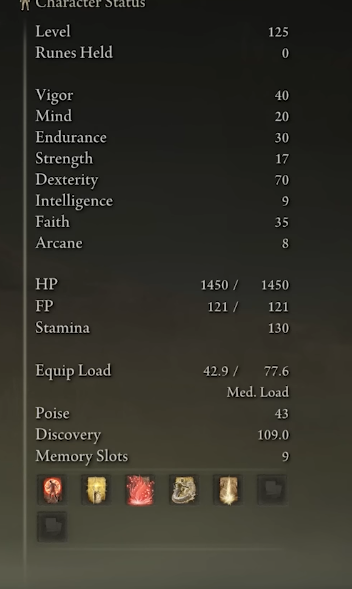 Character Status
Level 125
Runes Held 0
Vigor 40
Mind 20
Endurance 30
Strength 17
Dexterity 70
Intelligence 9
Faith 35
Arcane 8
HP 1450 / 1450
FP 121 / 121
Stamina 130
Equip Load 42.9 / 77.6
Med. Load
Poise 43
Discovery 109.0
Memory Slots 9